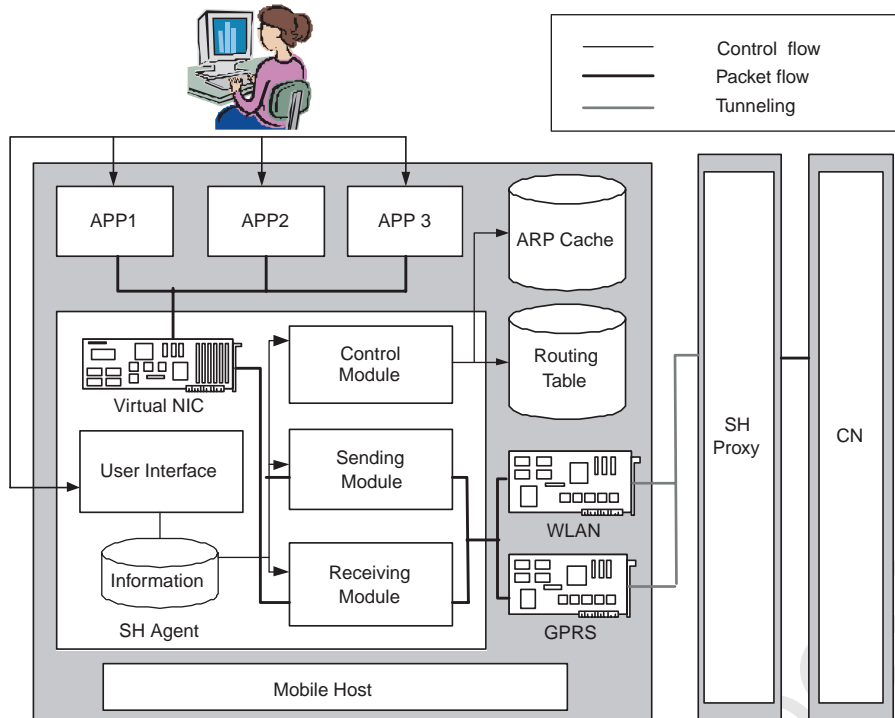 Control flow
Packet flow
Tunneling
APP1
APP2
APP 3
ARP Cache
Control
Module
Routing
Table
Virtual NIC
User Interface
Sending
Module
WLAN
SH
Proxy
CN
Information
Receiving
Module
SH Agent
GPRS
Mobile Host